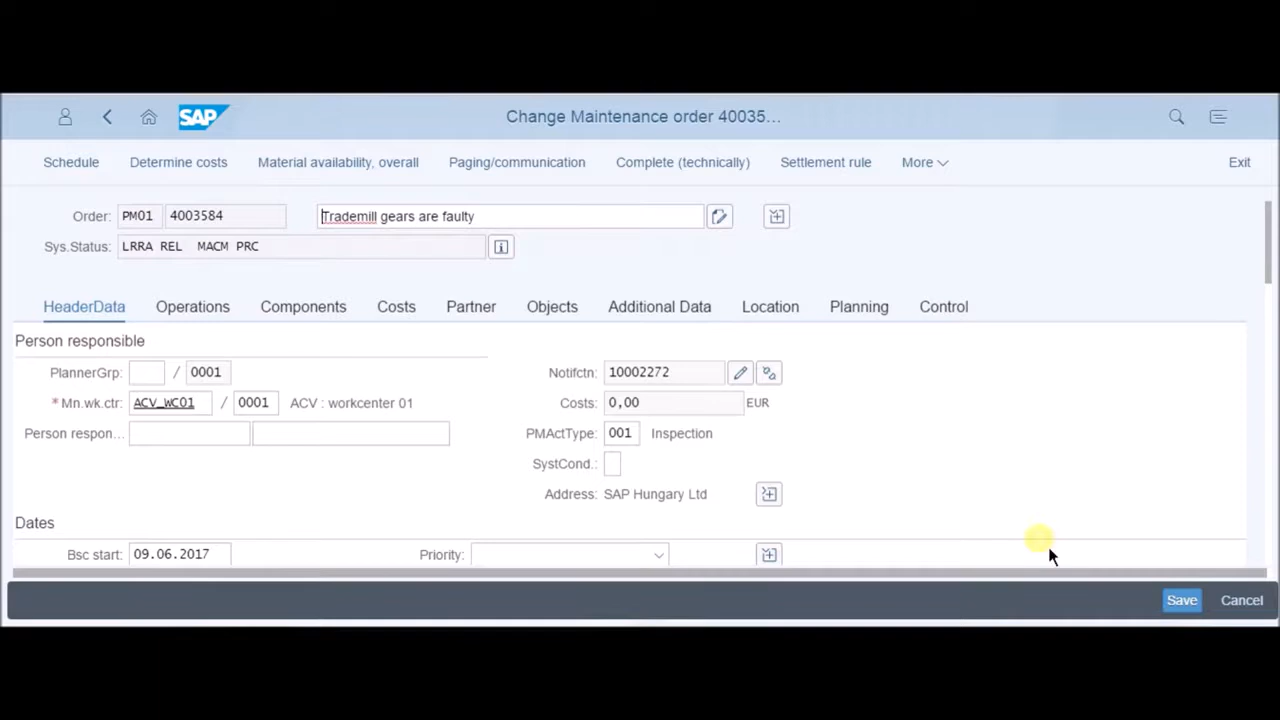 SAP Change Maintenance order 40035...
Schedule Determine costs Material availability, overall Paging/communication Complete (technically) Settlement rule More Exit
Order: PM01 4003584 Trademill gears are faulty
Sys.Status: LRRA REL MACM PRC
HeaderData Operations Components Costs Partner Objects Additional Data Location Planning Control
Person responsible
PlannerGrp: / 0001 Notifctn: 10002272
* Mn.wk.ctr: ACV_WC01 / 0001 ACV : workcenter 01 Costs: 0,00 EUR
Person respon... PMActType: 001 Inspection
SystCond.:
Address: SAP Hungary Ltd
Dates
Bsc start: 09.06.2017 Priority:
Save Cancel